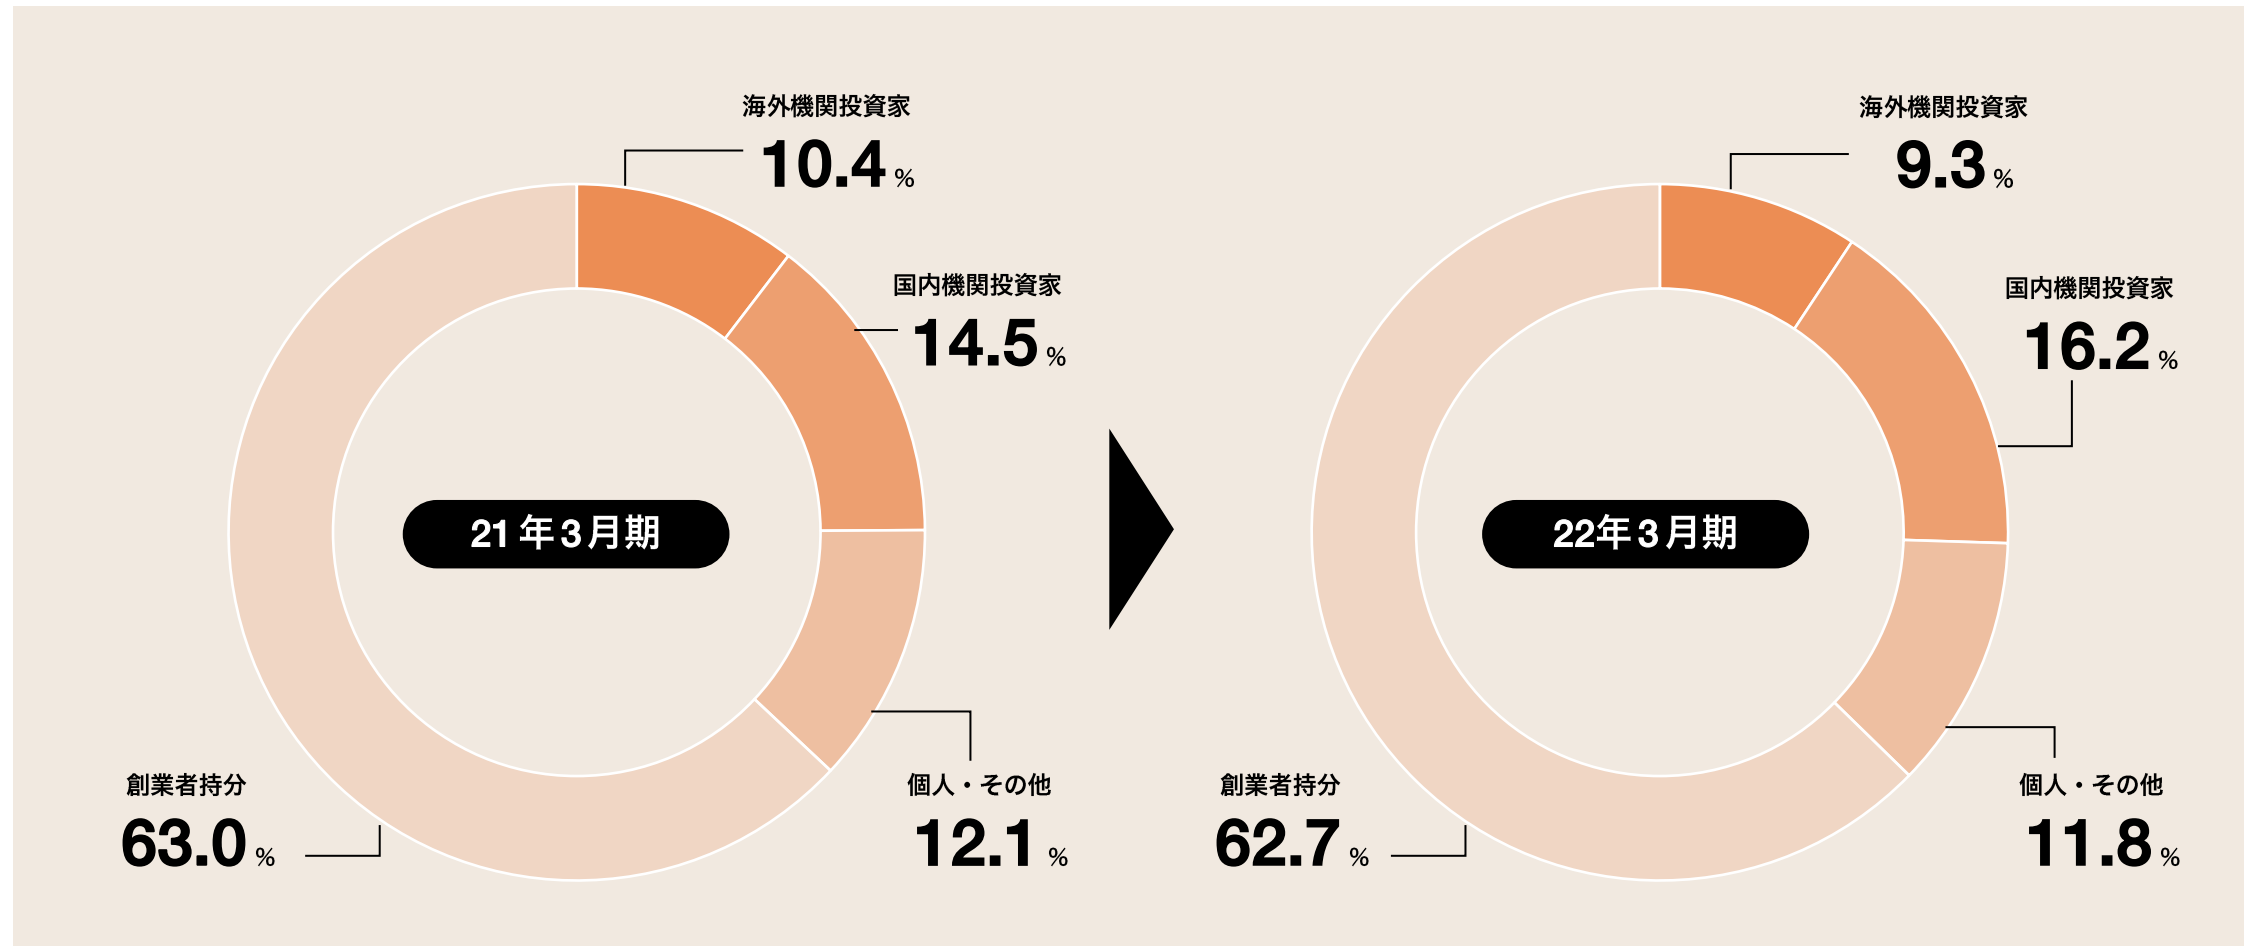 海外機関投資家
10.4 %
国内機関投資家
14.5 %
21年3月期
個人・その他
12.1 %
創業者持分
63.0 %
海外機関投資家
9.3 %
国内機関投資家
16.2 %
22年3月期
個人・その他
11.8 %
創業者持分
62.7 %